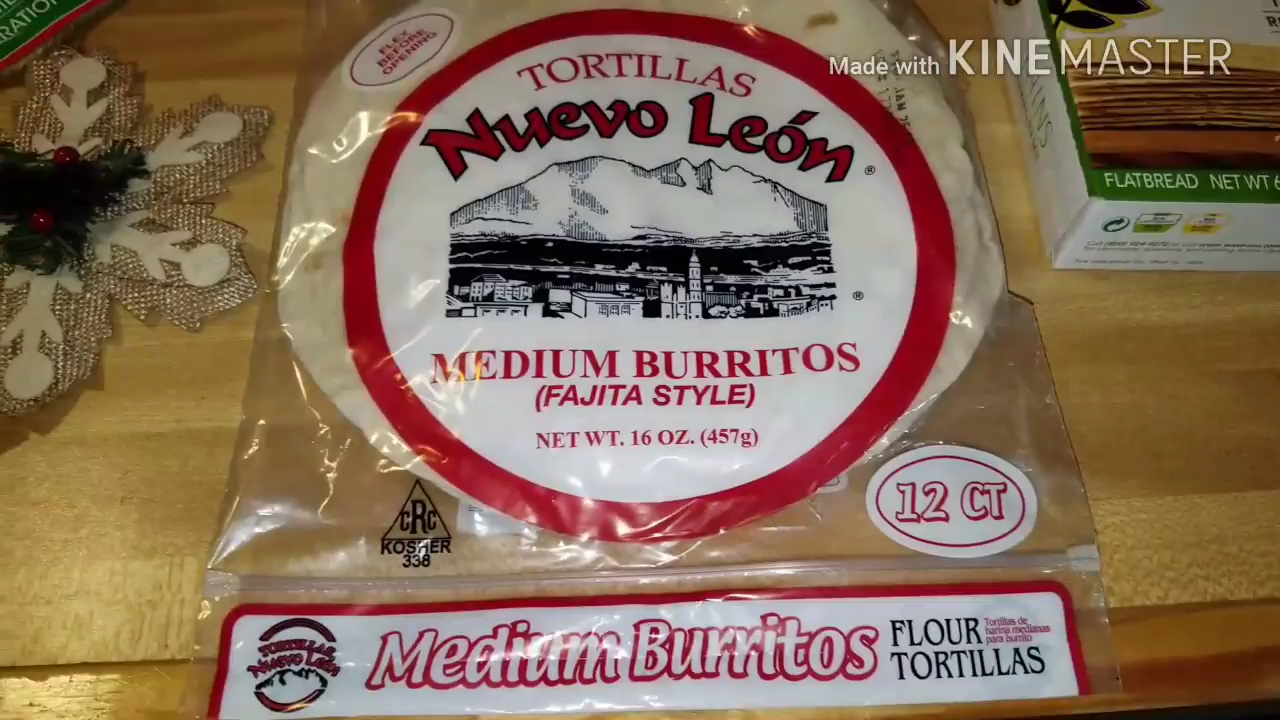 FLEX
BEFORE
OPENING
TORTILLAS
Nuevo León®
®
MEDIUM BURRITOS
(FAJITA STYLE)
NET WT. 16 OZ. (457g)
12 CT
CRC
KOSHER
338
TORTILLAS
Nuevo León
Medium Burritos
FLOUR
TORTILLAS
Tortillas de
harina medianas
para burrito
Made with KINEMASTER
FLATBREAD NET WT